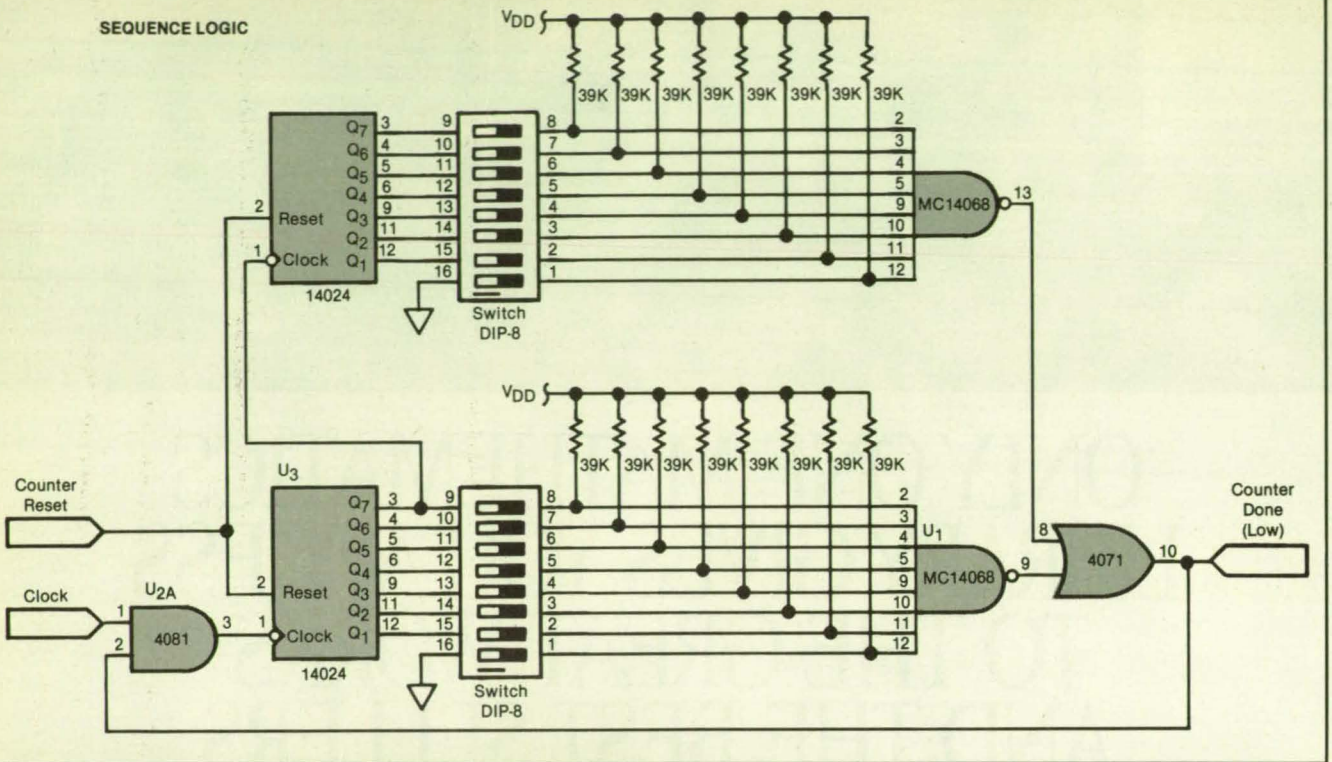 SEQUENCE LOGIC
VDD
39K 39K 39K 39K 39K 39K 39K 39K
Q7 3 9 8 2
Q6 4 10 7 3
Q5 5 11 6 4
Q4 6 12 5 5
2 Reset Q3 9 13 4 9
Q2 11 14 3 10
1 Clock Q1 12 15 2 11
16 1 12
MC14068 13
14024
Switch
DIP-8
VDD
39K 39K 39K 39K 39K 39K 39K 39K
U3
Q7 3 9 8 2
Q6 4 10 7 3
Q5 5 11 6 4
Q4 6 12 5 5
2 Reset Q3 9 13 4 9
Q2 11 14 3 10
1 Clock Q1 12 15 2 11
16 1 12
U1
MC14068 9
14024
Switch
DIP-8
8 4071 10
Counter
Done
(Low)
Counter
Reset
Clock
U2A
1 4081 3
2